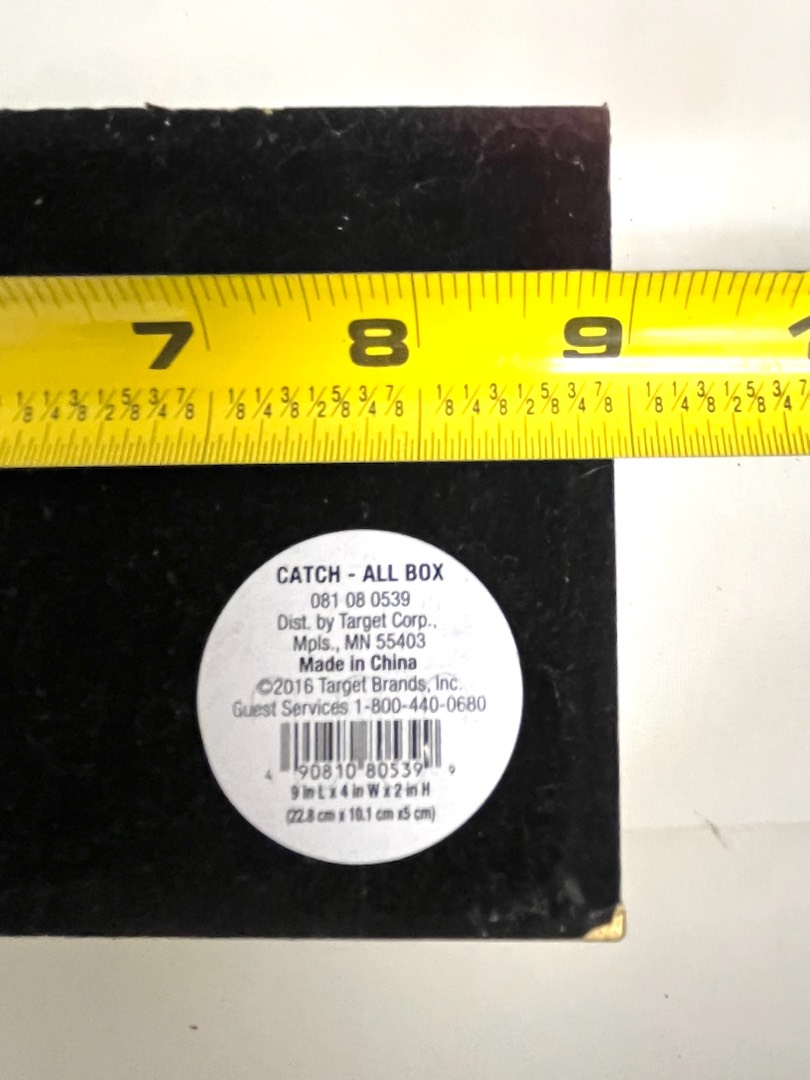 7 8 9 1
1/8 1/4 3/8 1/2 5/8 3/4 7/8 1/8 1/4 3/8 1/2 5/8 3/4 7/8 1/8 1/4 3/8 1/2 5/8 3/4 7/8 1/8 1/4 3/8 1/2 5/8 3/4 7
CATCH - ALL BOX
081 08 0539
Dist. by Target Corp.,
Mpls., MN 55403
Made in China
©2016 Target Brands, Inc.
Guest Services 1-800-440-0680
4 90810 80539 9
9 in L x 4 in W x 2 in H
(22.8 cm x 10.1 cm x5 cm)